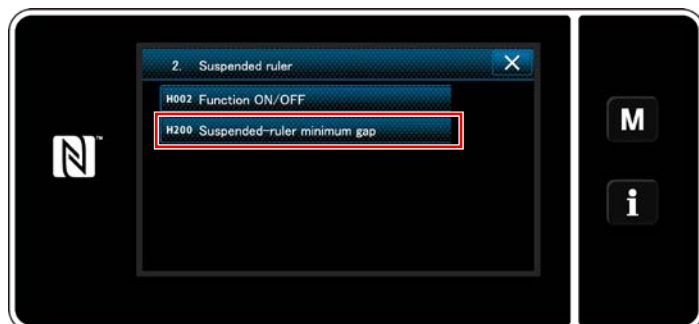 2. Suspended ruler
H002 Function ON/OFF
H200 Suspended-ruler minimum gap
M
i